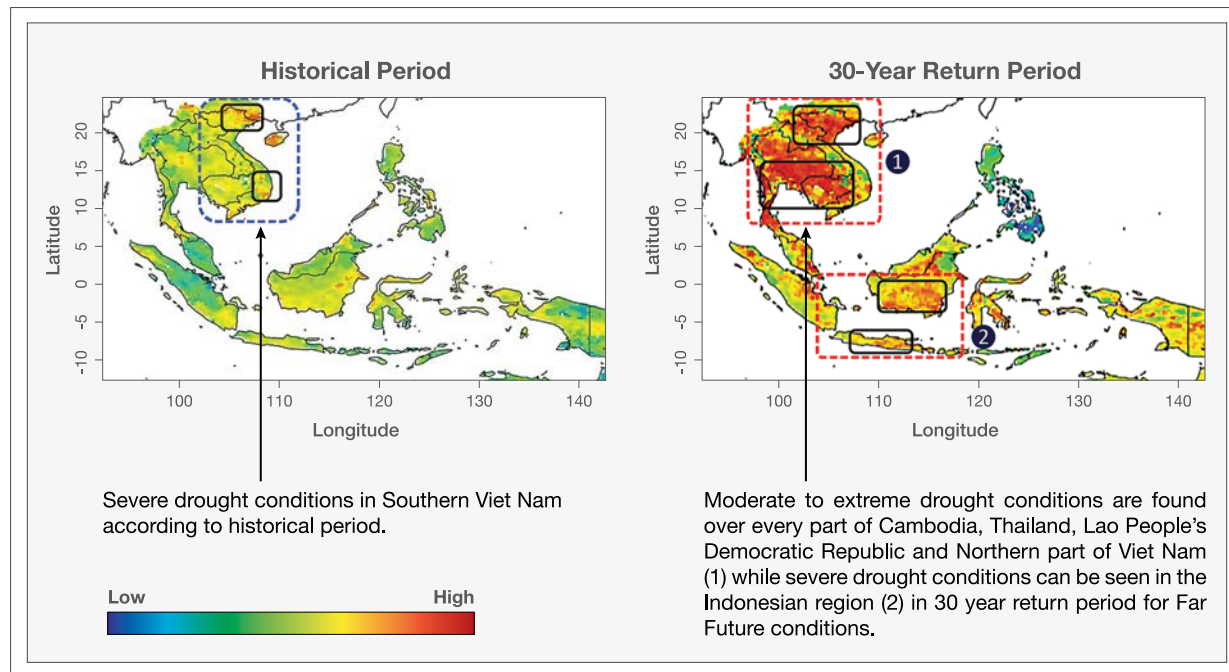 Historical Period
30-Year Return Period
Latitude
20
15
10
5
0
-5
-10
100
110
120
130
140
Longitude
Latitude
20
15
10
5
0
-5
-10
1
2
100
110
120
130
140
Longitude
Severe drought conditions in Southern Viet Nam
according to historical period.
Low
High
Moderate to extreme drought conditions are found
over every part of Cambodia, Thailand, Lao People's
Democratic Republic and Northern part of Viet Nam
(1) while severe drought conditions can be seen in the
Indonesian region (2) in 30 year return period for Far
Future conditions.